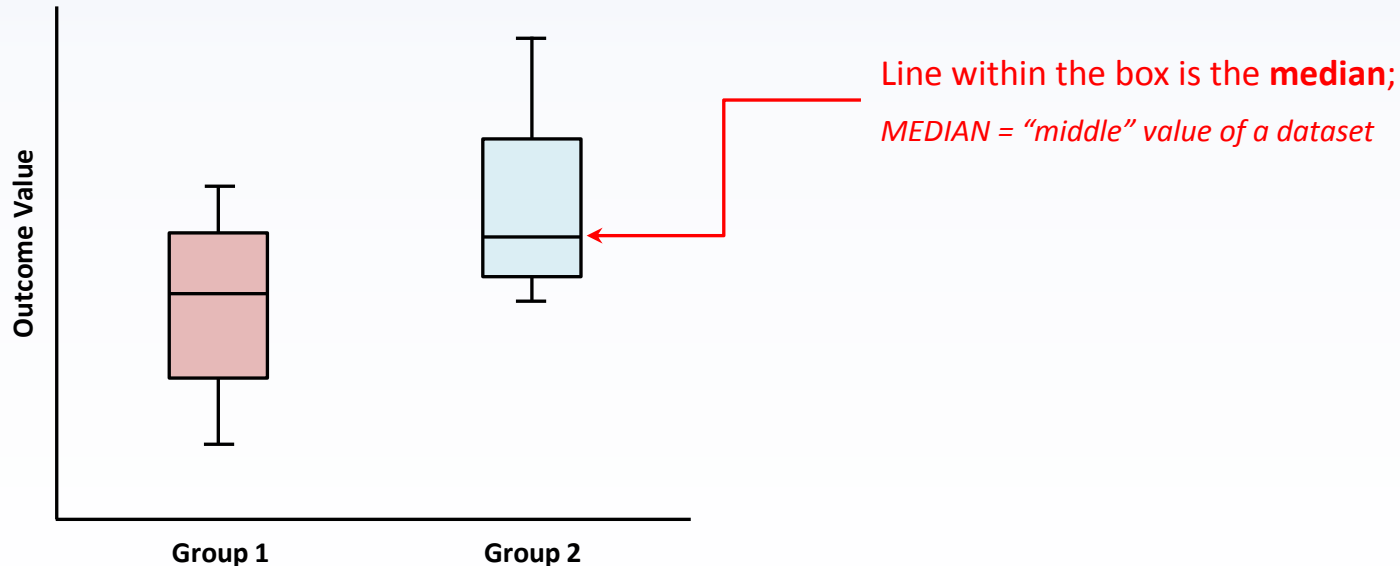 Line within the box is the median;
MEDIAN = “middle” value of a dataset
Outcome Value
Group 1
Group 2